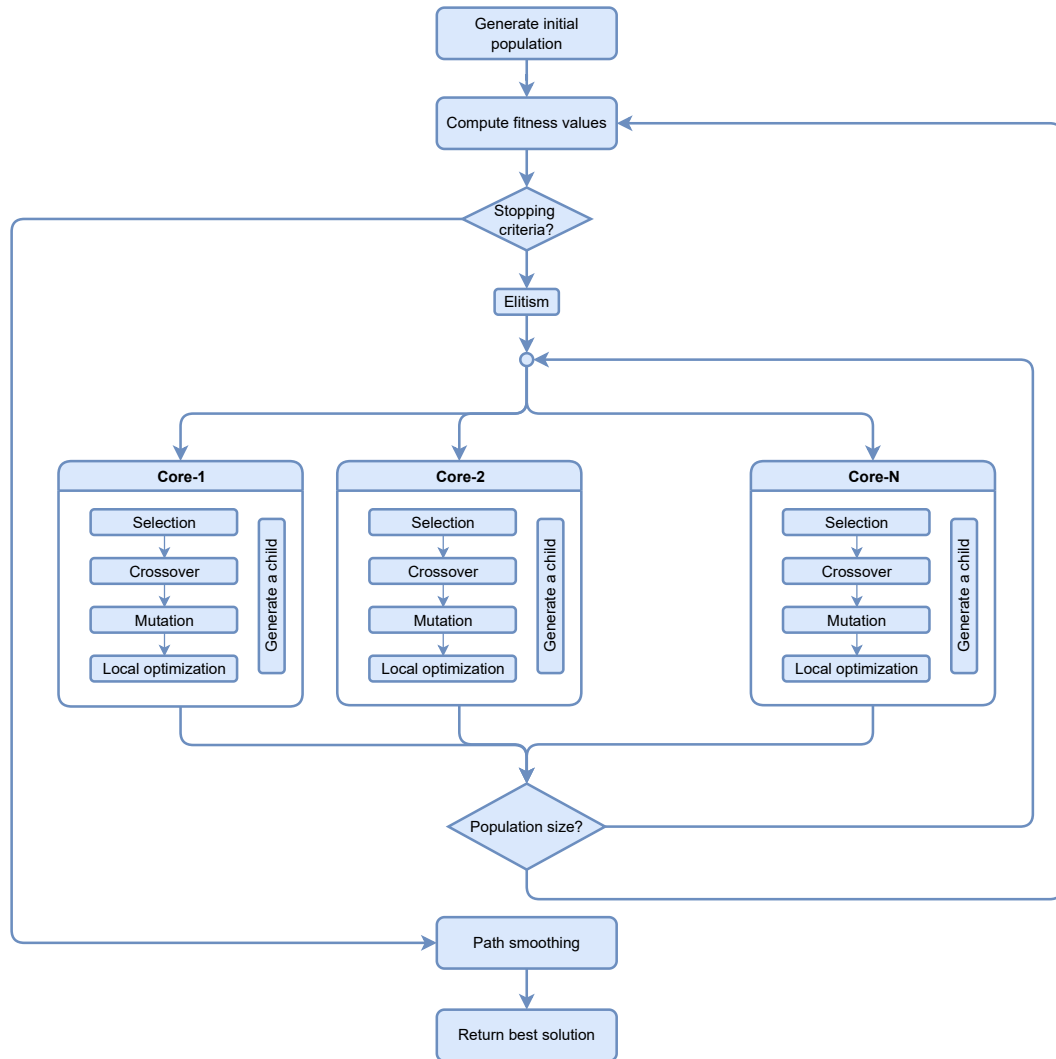 Generate initial
population
Compute fitness values
Stopping
criteria?
Elitism
Core-1
Selection
Crossover
Mutation
Local optimization
Generate a child
Core-2
Selection
Crossover
Mutation
Local optimization
Generate a child
Core-N
Selection
Crossover
Mutation
Local optimization
Generate a child
Population size?
Path smoothing
Return best solution